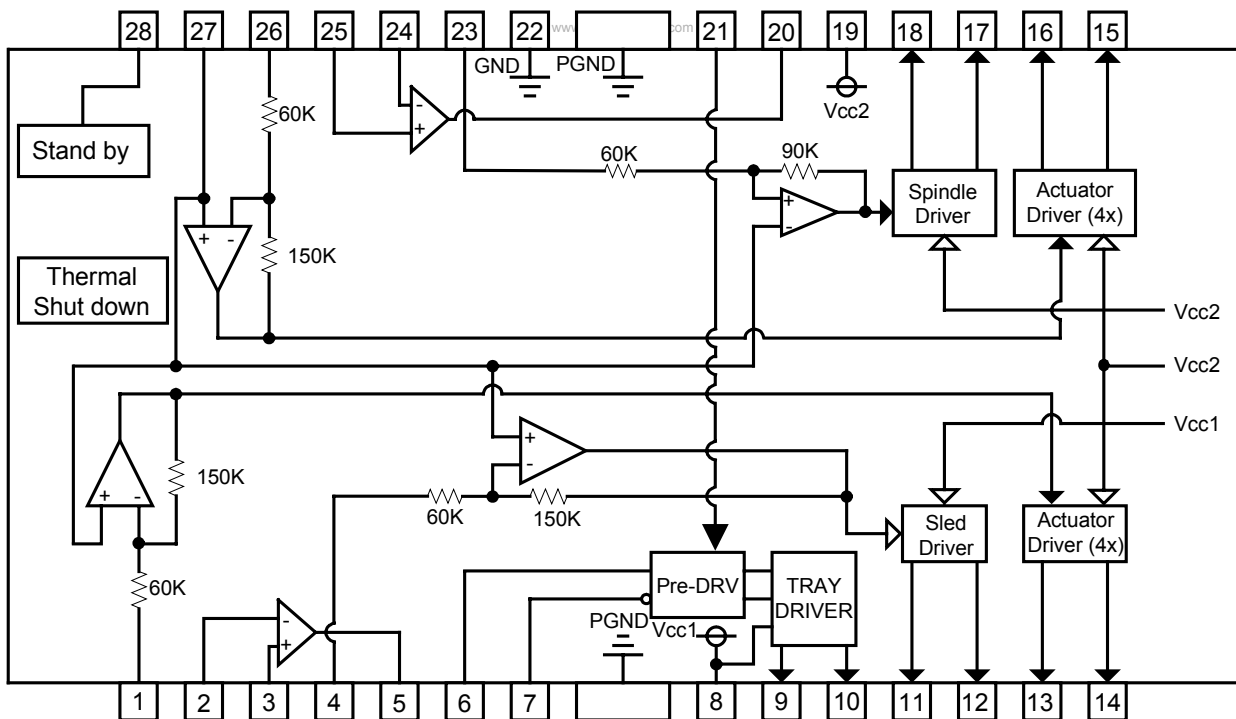 28 27 26 25 24 23 22 www. com 21 20 19 18 17 16 15
GND PGND
Vcc2
60K
Stand by
- +
60K 90K
+ -
Spindle
Driver
Actuator
Driver (4x)
+ -
150K
Thermal
Shut down
Vcc2
Vcc2
Vcc1
+ -
150K
+ -
60K 150K
Sled
Driver
Actuator
Driver (4x)
60K
- +
Pre-DRV
TRAY
DRIVER
PGND Vcc1
1 2 3 4 5 6 7 8 9 10 11 12 13 14